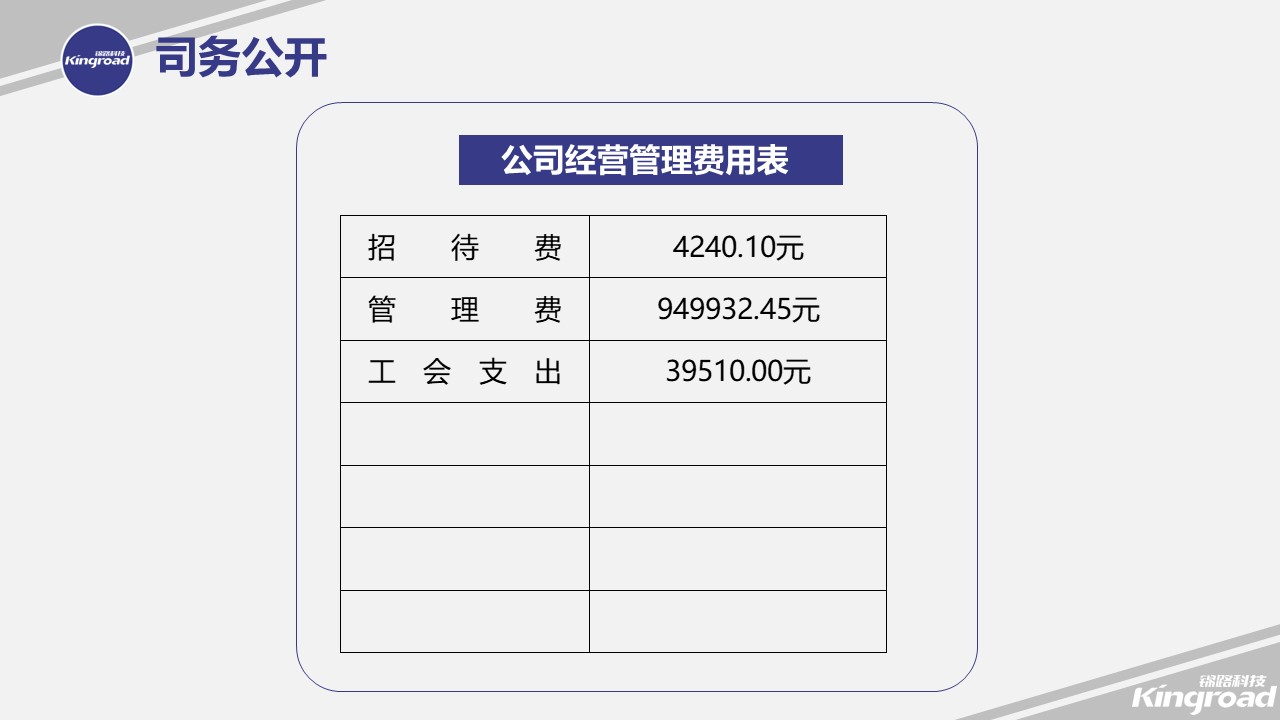 锦路科技
Kingroad
司务公开
公司经营管理费用表
招待费 4240.10元
管理费 949932.45元
工会支出 39510.00元
锦路科技
Kingroad